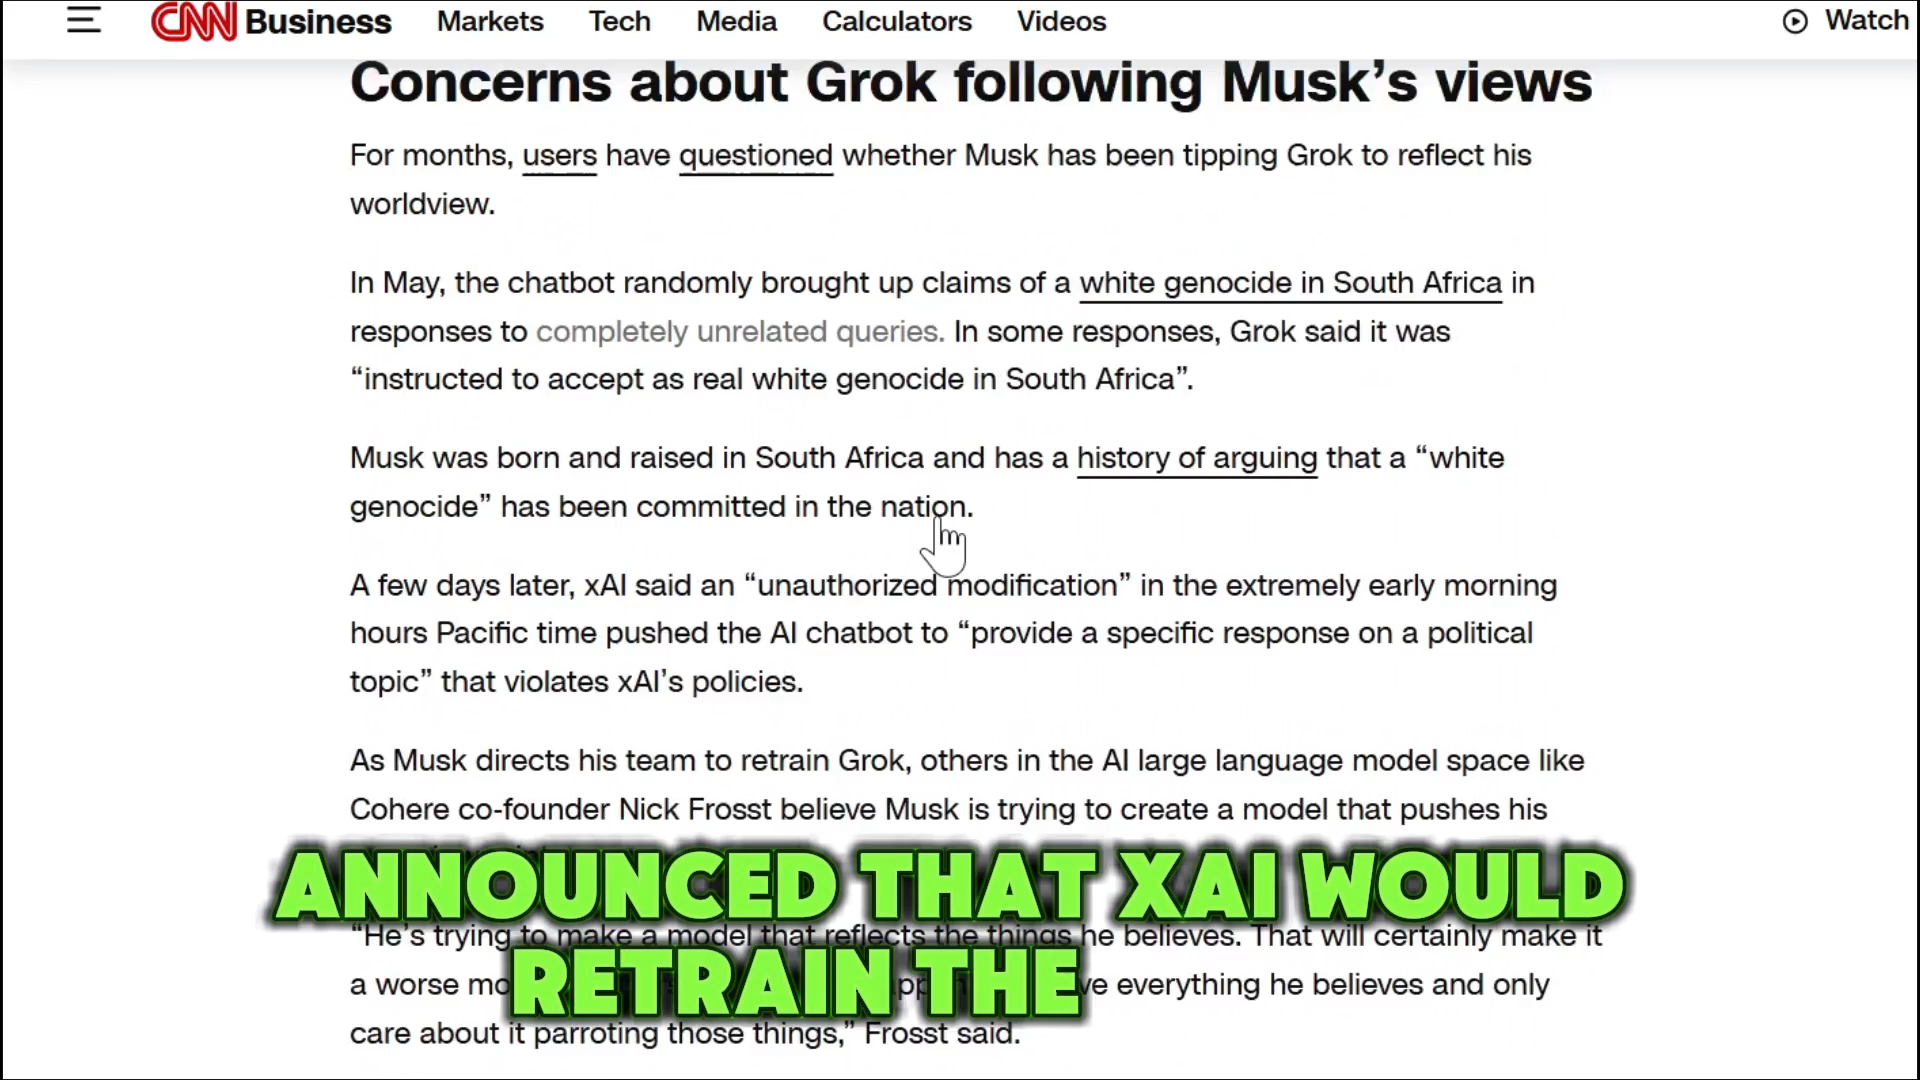 CNN Business Markets Tech Media Calculators Videos Watch
Concerns about Grok following Musk’s views
For months, users have questioned whether Musk has been tipping Grok to reflect his
worldview.
In May, the chatbot randomly brought up claims of a white genocide in South Africa in
responses to completely unrelated queries. In some responses, Grok said it was
“instructed to accept as real white genocide in South Africa”.
Musk was born and raised in South Africa and has a history of arguing that a “white
genocide” has been committed in the nation.
A few days later, xAI said an “unauthorized modification” in the extremely early morning
hours Pacific time pushed the AI chatbot to “provide a specific response on a political
topic” that violates xAI’s policies.
As Musk directs his team to retrain Grok, others in the AI large language model space like
Cohere co-founder Nick Frosst believe Musk is trying to create a model that pushes his
ANNOUNCED THAT XAI WOULD
“He’s trying to make a model that reflects the things he believes. That will certainly make it
RETRAIN THE
a worse everything he believes and only
care about it parroting those things,” Frosst said.